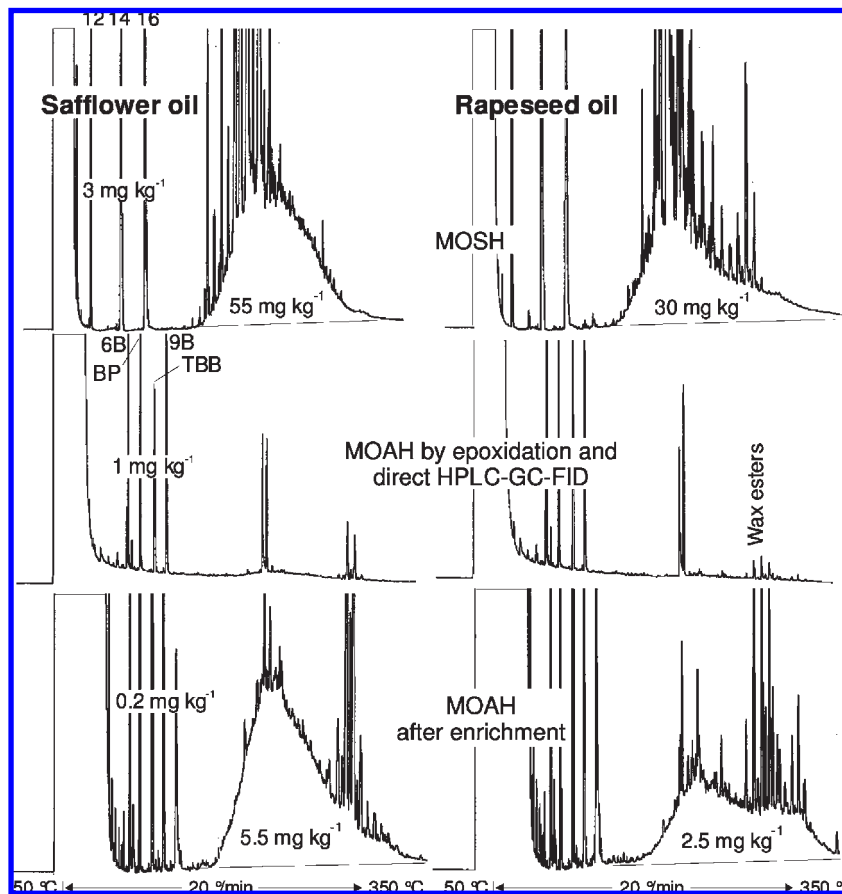 12 14 16
Safflower oil
Rapeseed oil
3 mg kg⁻¹
MOSH
55 mg kg⁻¹
30 mg kg⁻¹
6B
9B
BP
TBB
1 mg kg⁻¹
MOAH by epoxidation and
direct HPLC-GC-FID
Wax esters
0.2 mg kg⁻¹
MOAH
after enrichment
5.5 mg kg⁻¹
2.5 mg kg⁻¹
50 °C 20 °/min 350 °C 50 °C 20 °/min 350 °C